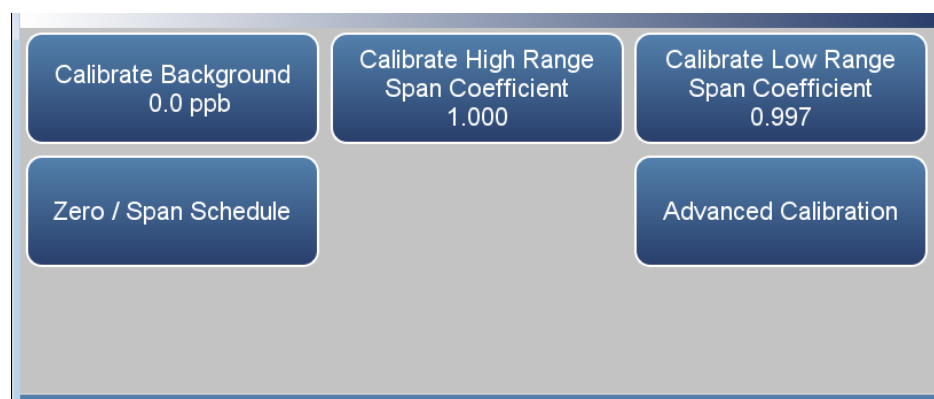 Calibrate Background
0.0 ppb
Calibrate High Range
Span Coefficient
1.000
Calibrate Low Range
Span Coefficient
0.997
Zero / Span Schedule
Advanced Calibration